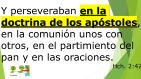 Y perseveraban en la
doctrina de los apóstoles,
en la comunión unos con
otros, en el partimiento del
pan y en las oraciones.
Hch. 2:42